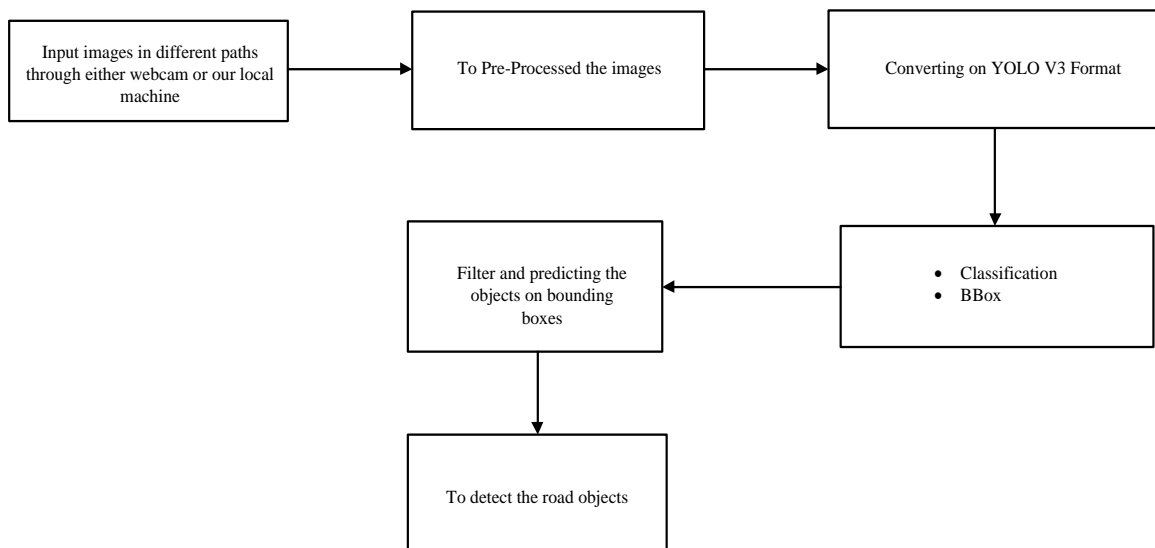 Input images in different paths
through either webcam or our local
machine
To Pre-Processed the images
Converting on YOLO V3 Format
• Classification
• BBox
Filter and predicting the
objects on bounding
boxes
To detect the road objects